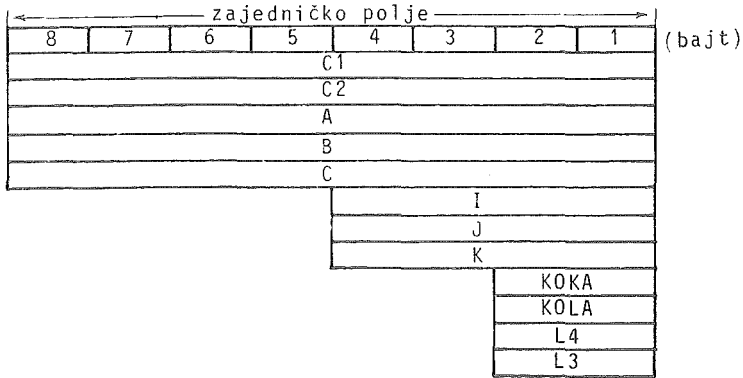 zajedničko polje
8 7 6 5 4 3 2 1 (bajt)
C1
C2
A
B
C
I
J
K
KOKA
KOLA
L4
L3